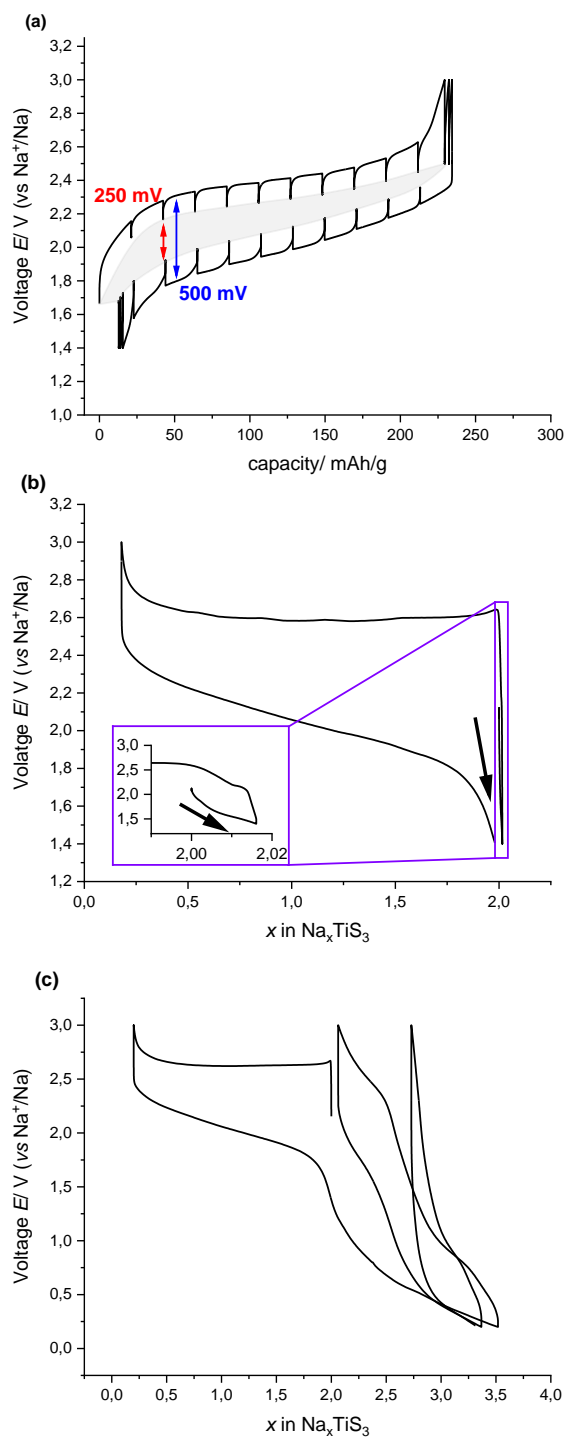 (a)
3,2
3,0
2,8
2,6
2,4
2,2
2,0
1,8
1,6
1,4
1,2
1,0
Voltage E/ V (vs Na⁺/Na)
250 mV
500 mV
0 50 100 150 200 250 300
capacity/ mAh/g
(b)
3,2
3,0
2,8
2,6
2,4
2,2
2,0
1,8
1,6
1,4
1,2
Volatge E/ V (vs Na⁺/Na)
3,0
2,5
2,0
1,5
2,00 2,02
0,0 0,5 1,0 1,5 2,0
x in NaₓTiS₃
(c)
3,0
2,5
2,0
1,5
1,0
0,5
0,0
Voltage E/ V (vs Na⁺/Na)
0,0 0,5 1,0 1,5 2,0 2,5 3,0 3,5 4,0
x in NaₓTiS₃